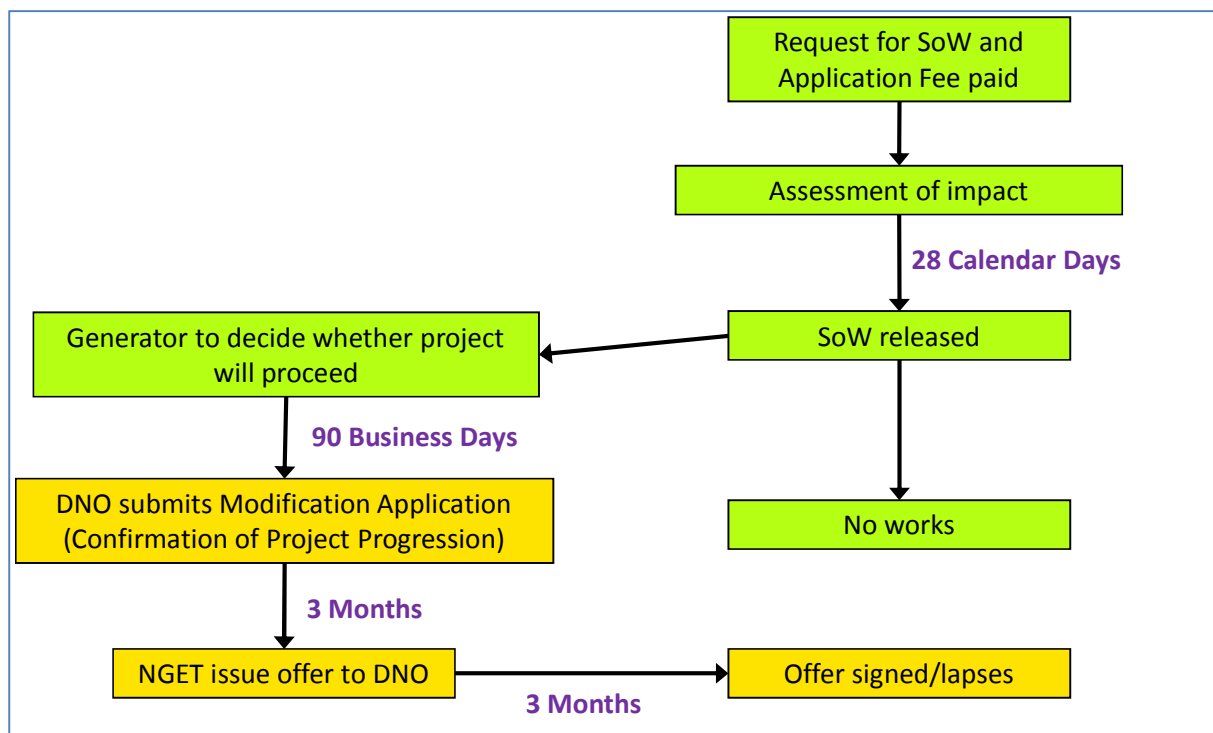 Request for SoW and
Application Fee paid
Assessment of impact
28 Calendar Days
SoW released
Generator to decide whether project
will proceed
90 Business Days
DNO submits Modification Application
(Confirmation of Project Progression)
No works
3 Months
NGET issue offer to DNO
3 Months
Offer signed/lapses